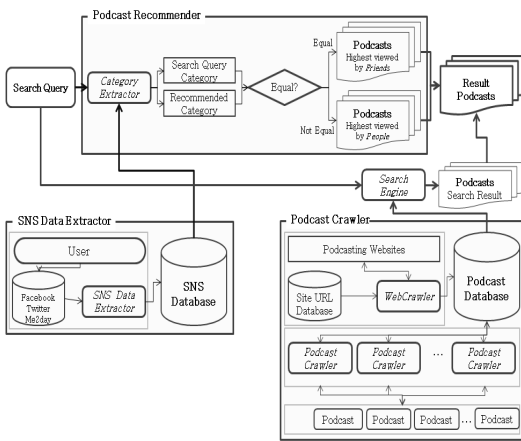 Podcast Recommender
Search Query
Category
Extractor
Search Query
Category
Recommended
Category
Equal?
Equal
Not Equal
Podcasts
Highest viewed
by Friends
Podcasts
Highest viewed
by People
Result
Podcasts
Search
Engine
Podcasts
Search Result
SNS Data Extractor
User
Facebook
Twitter
Me2day
SNS Data
Extractor
SNS
Database
Podcast Crawler
Podcasting Websites
Site URL
Database
WebCrawler
Podcast
Database
Podcast
Crawler
Podcast
Crawler
...
Podcast
Crawler
Podcast
Podcast
Podcast
...
Podcast